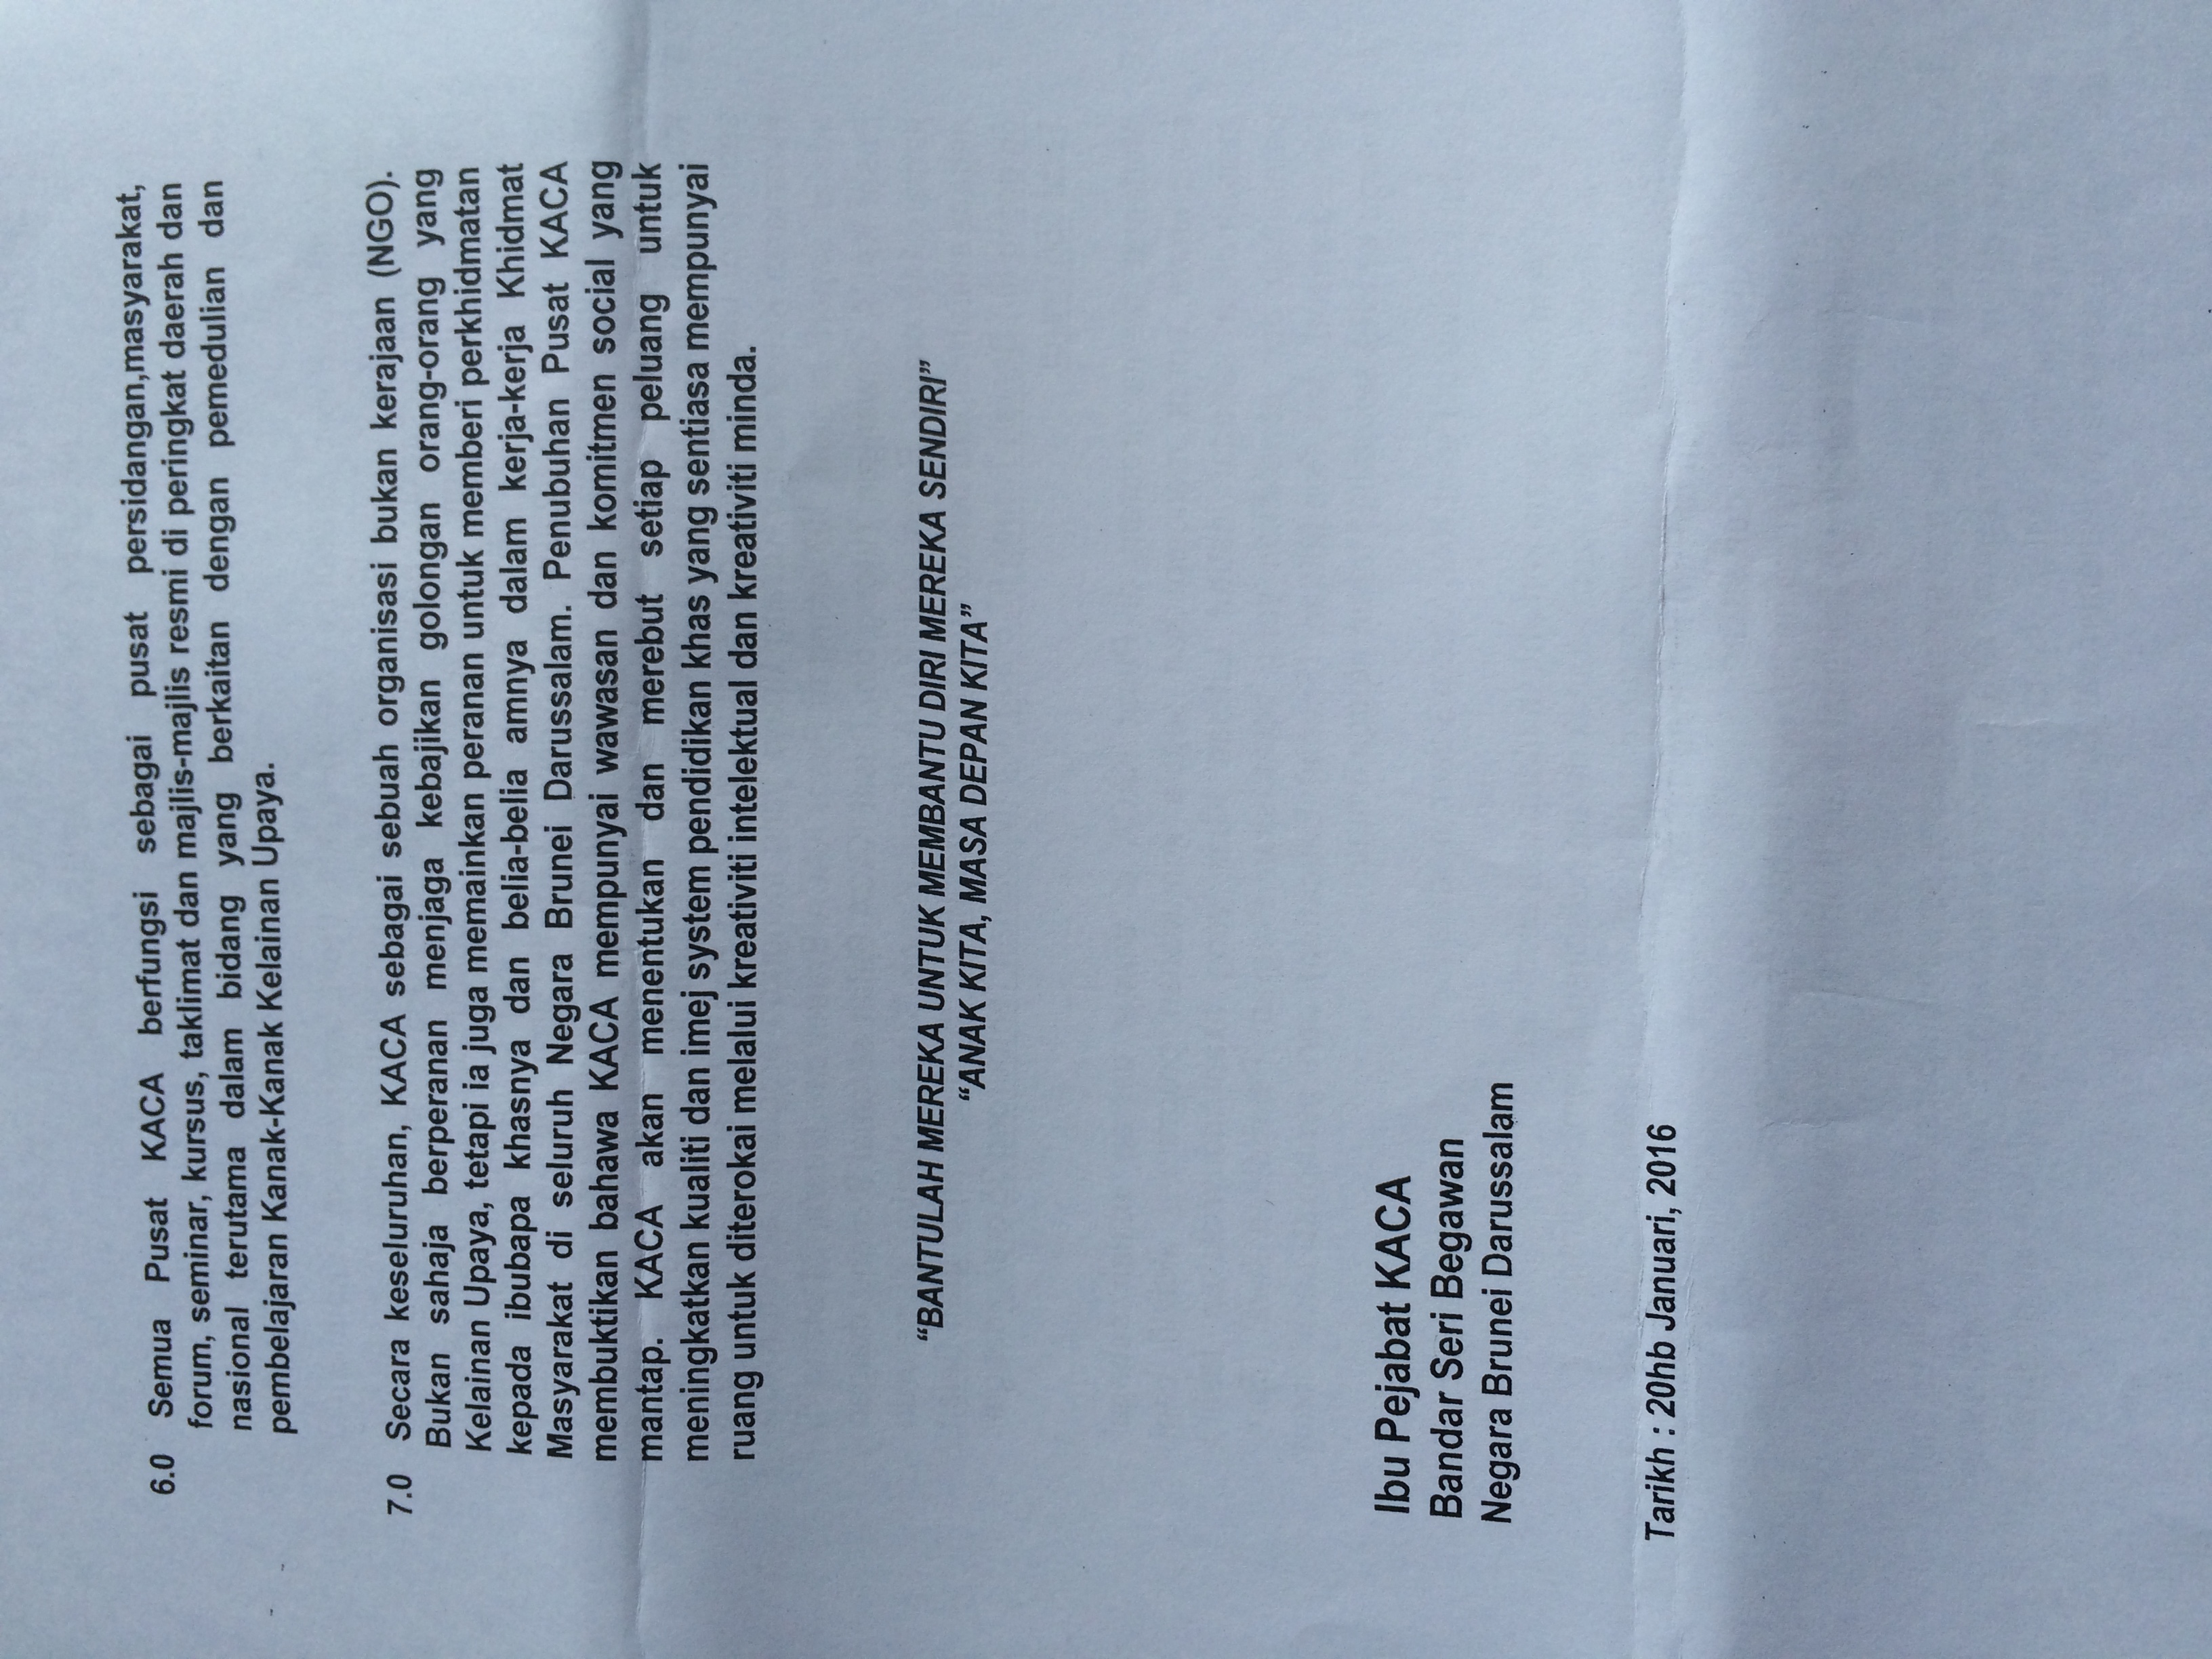 6.0 Semua Pusat KACA berfungsi sebagai pusat persidangan,masyarakat,
forum, seminar, kursus, taklimat dan majlis-majlis resmi di peringkat daerah dan
nasional terutama dalam bidang yang berkaitan dengan pemedulian dan
pembelajaran Kanak-Kanak Kelainan Upaya.
7.0 Secara keseluruhan, KACA sebagai sebuah organisasi bukan kerajaan (NGO).
Bukan sahaja berperanan menjaga kebajikan golongan orang-orang yang
Kelainan Upaya, tetapi ia juga memainkan peranan untuk memberi perkhidmatan
kepada ibubapa khasnya dan belia-belia amnya dalam kerja-kerja Khidmat
Masyarakat di seluruh Negara Brunei Darussalam. Penubuhan Pusat KACA
membuktikan bahawa KACA mempunyai wawasan dan komitmen social yang
mantap. KACA akan menentukan dan merebut setiap peluang untuk
meningkatkan kualiti dan imej system pendidikan khas yang sentiasa mempunyai
ruang untuk diterokai melalui kreativiti intelektual dan kreativiti minda.
“BANTULAH MEREKA UNTUK MEMBANTU DIRI MEREKA SENDIRI”
“ANAK KITA, MASA DEPAN KITA”
Ibu Pejabat KACA
Bandar Seri Begawan
Negara Brunei Darussalam
Tarikh : 20hb Januari, 2016